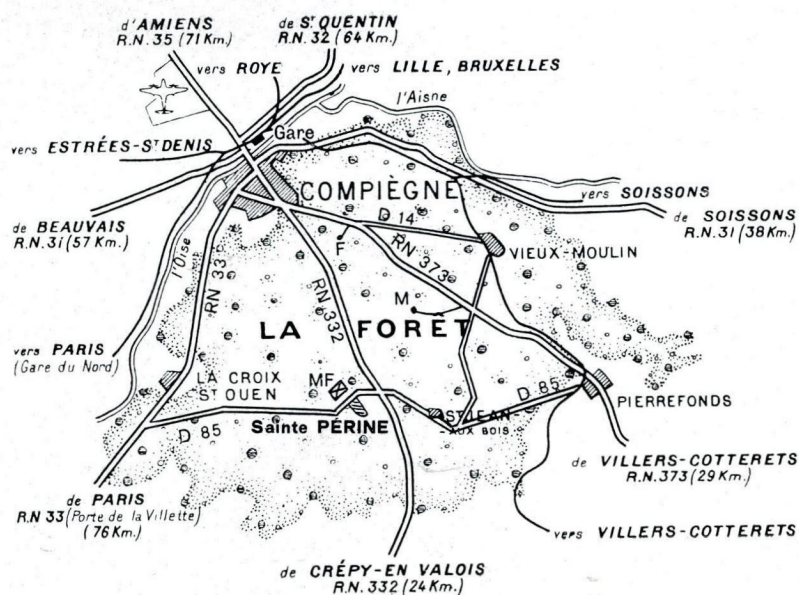 d'AMIENS
R.N.35 (71 Km.)
de St QUENTIN
R.N.32 (64 Km.)
vers ROYE
vers LILLE, BRUXELLES
l'Aisne
vers ESTRÉES-St DENIS
Gare
COMPIÈGNE
vers SOISSONS
de SOISSONS
R.N.31 (38Km.)
de BEAUVAIS
R.N.31 (57 Km.)
l'Oise
D 14
F
VIEUX-MOULIN
RN 33
RN 373
M
RN 332
LA FORÊT
vers PARIS
(Gare du Nord)
LA CROIX
St OUEN
MF
D 85
PIERREFONDS
St JEAN
AUX BOIS
D 85
Sainte PÉRINE
de VILLERS-COTTERETS
R.N.373 (29 Km.)
de PARIS
R.N 33 (Porte de la Villette)
(76 Km.)
vers VILLERS-COTTERETS
de CRÉPY-EN VALOIS
R.N.332 (24 Km.)